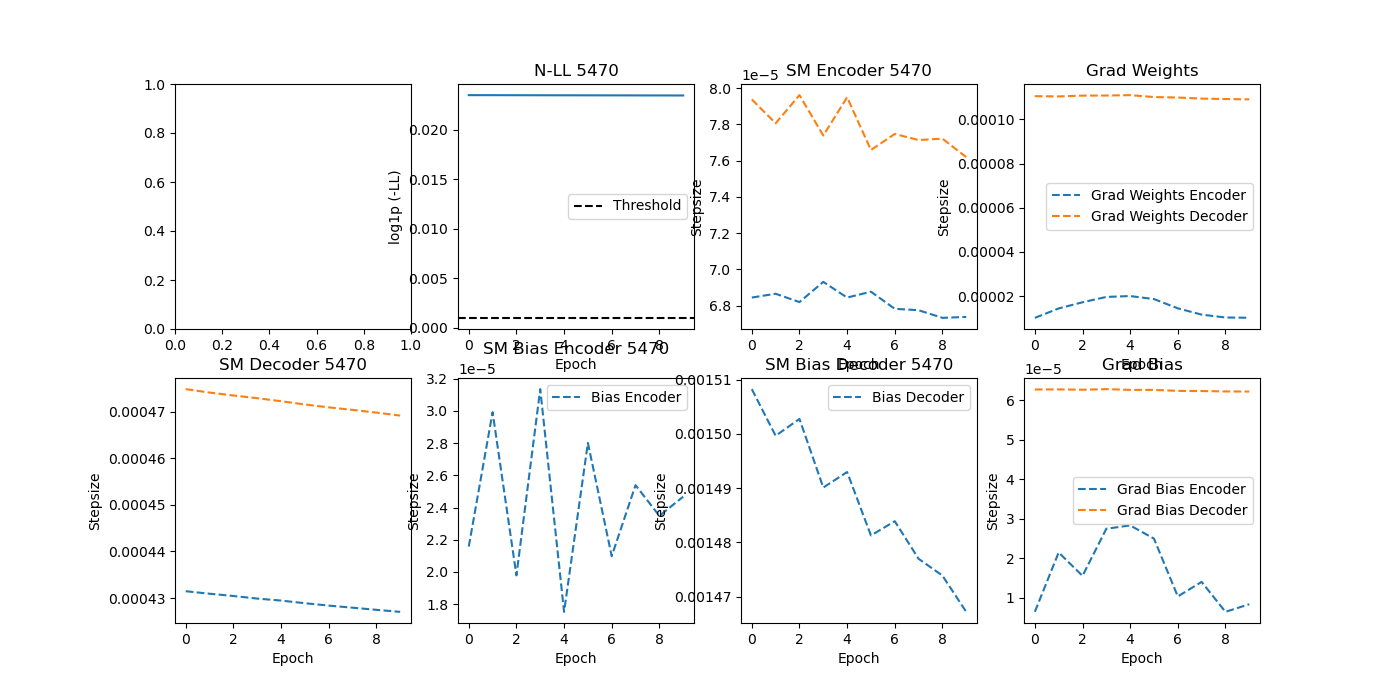 N-LL 5470
1e−5
SM Encoder 5470
Grad Weights
1.0
0.8
0.6
0.4
0.2
0.0
0.0
0.2
0.4
0.6
0.8
1.0
log1p (-LL)
0.020
0.015
0.010
0.005
0.000
Threshold
0
2
4
6
8
Epoch
Stepsize
8.0
7.8
7.6
7.4
7.2
7.0
6.8
0
2
4
6
8
Epoch
Stepsize
0.00010
0.00008
0.00006
0.00004
0.00002
Grad Weights Encoder
Grad Weights Decoder
0
2
4
6
8
Epoch
SM Decoder 5470
Stepsize
0.00047
0.00046
0.00045
0.00044
0.00043
0
2
4
6
8
Epoch
SM Bias Encoder 5470
1e−5
Stepsize
3.2
3.0
2.8
2.6
2.4
2.2
2.0
1.8
Bias Encoder
0
2
4
6
8
Epoch
SM Bias Decoder 5470
Stepsize
0.00151
0.00150
0.00149
0.00148
0.00147
Bias Decoder
0
2
4
6
8
Epoch
Grad Bias
1e−5
Stepsize
6
5
4
3
2
1
Grad Bias Encoder
Grad Bias Decoder
0
2
4
6
8
Epoch